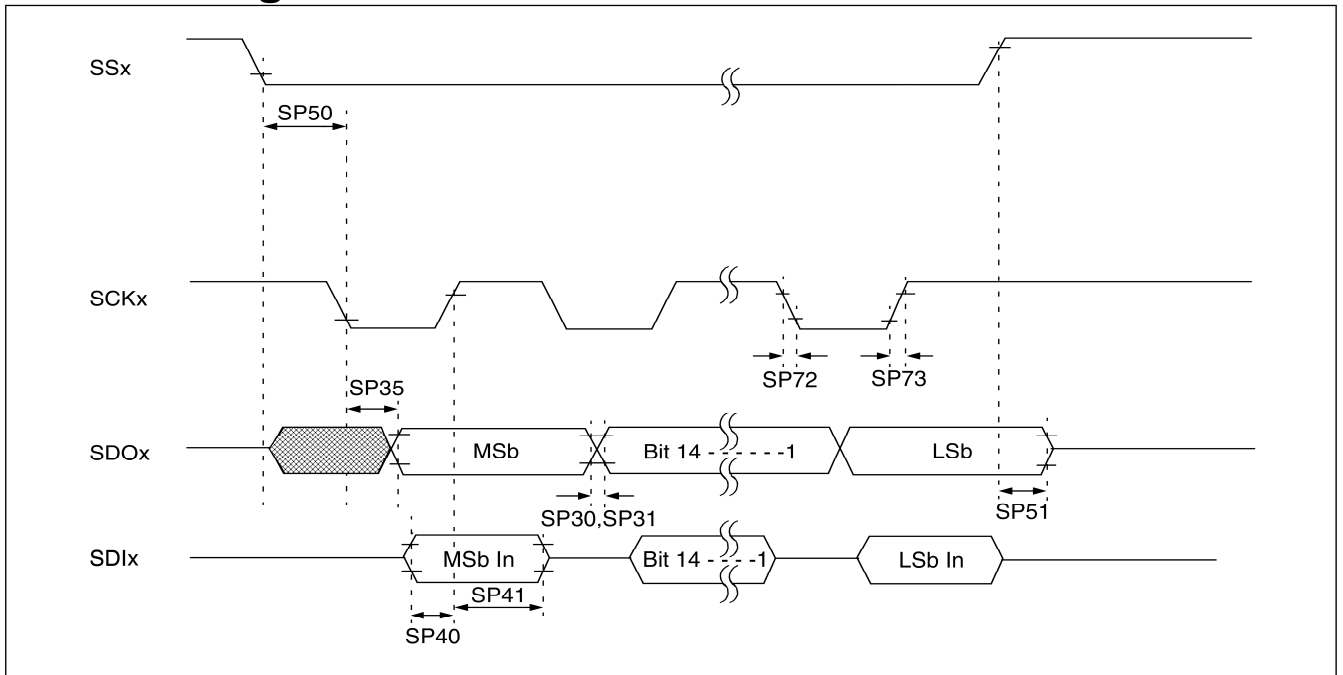 SSx
SP50
SCKx
SP72 SP73
SP35
SDOx MSb Bit 14 - - - - - -1 LSb
SP30,SP31 SP51
SDIx MSb In Bit 14 - - - -1 LSb In
SP41
SP40